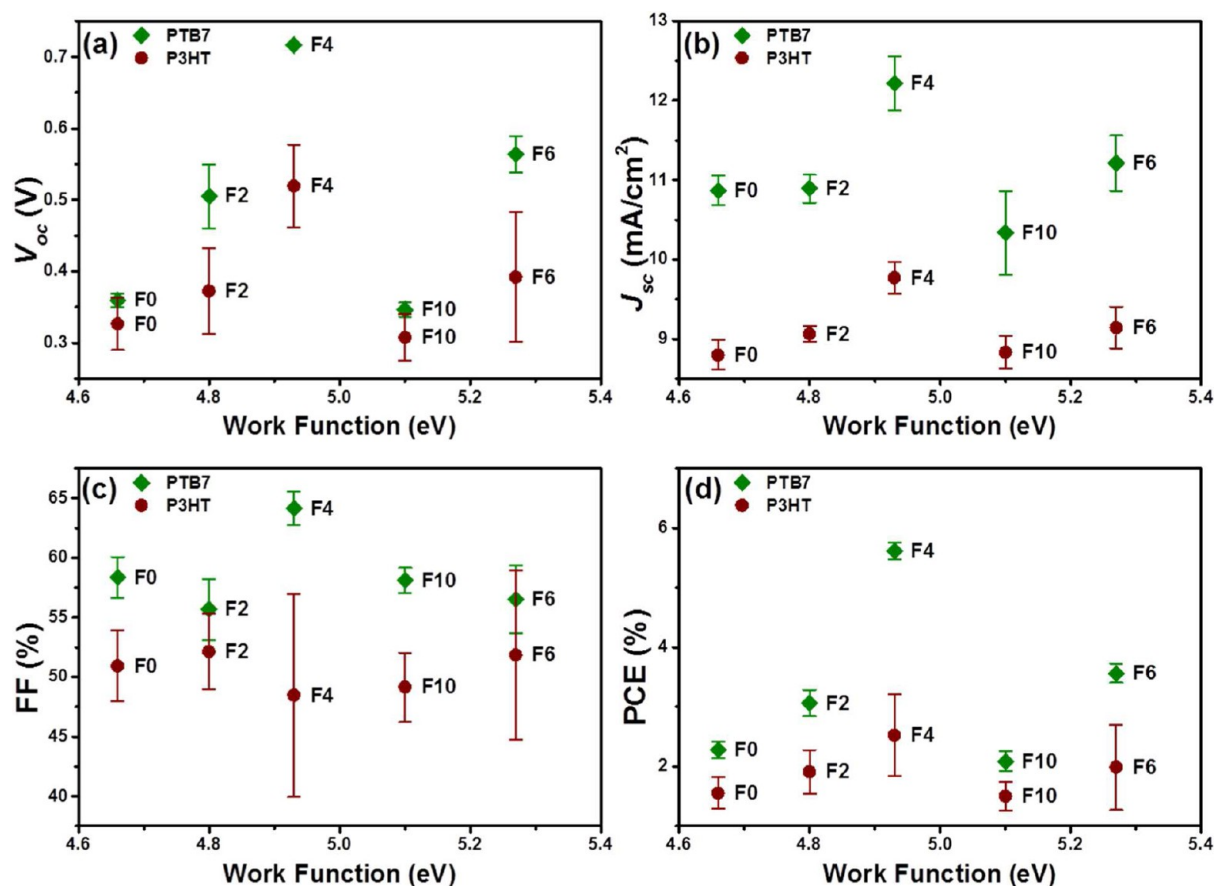 (a)
PTB7
P3HT
0.7
0.6
0.5
0.4
0.3
V_oc (V)
F4
F6
F2
F4
F2
F6
F0
F0
F10
F10
4.6 4.8 5.0 5.2 5.4
Work Function (eV)
(b)
PTB7
P3HT
13
12
11
10
9
J_sc (mA/cm²)
F4
F6
F0
F2
F10
F4
F6
F2
F0
F10
4.6 4.8 5.0 5.2 5.4
Work Function (eV)
(c)
PTB7
P3HT
65
60
55
50
45
40
FF (%)
F4
F0
F10
F6
F2
F2
F6
F0
F10
F4
4.6 4.8 5.0 5.2 5.4
Work Function (eV)
(d)
PTB7
P3HT
6
4
2
PCE (%)
F4
F6
F2
F4
F0
F10
F6
F2
F0
F10
4.6 4.8 5.0 5.2 5.4
Work Function (eV)